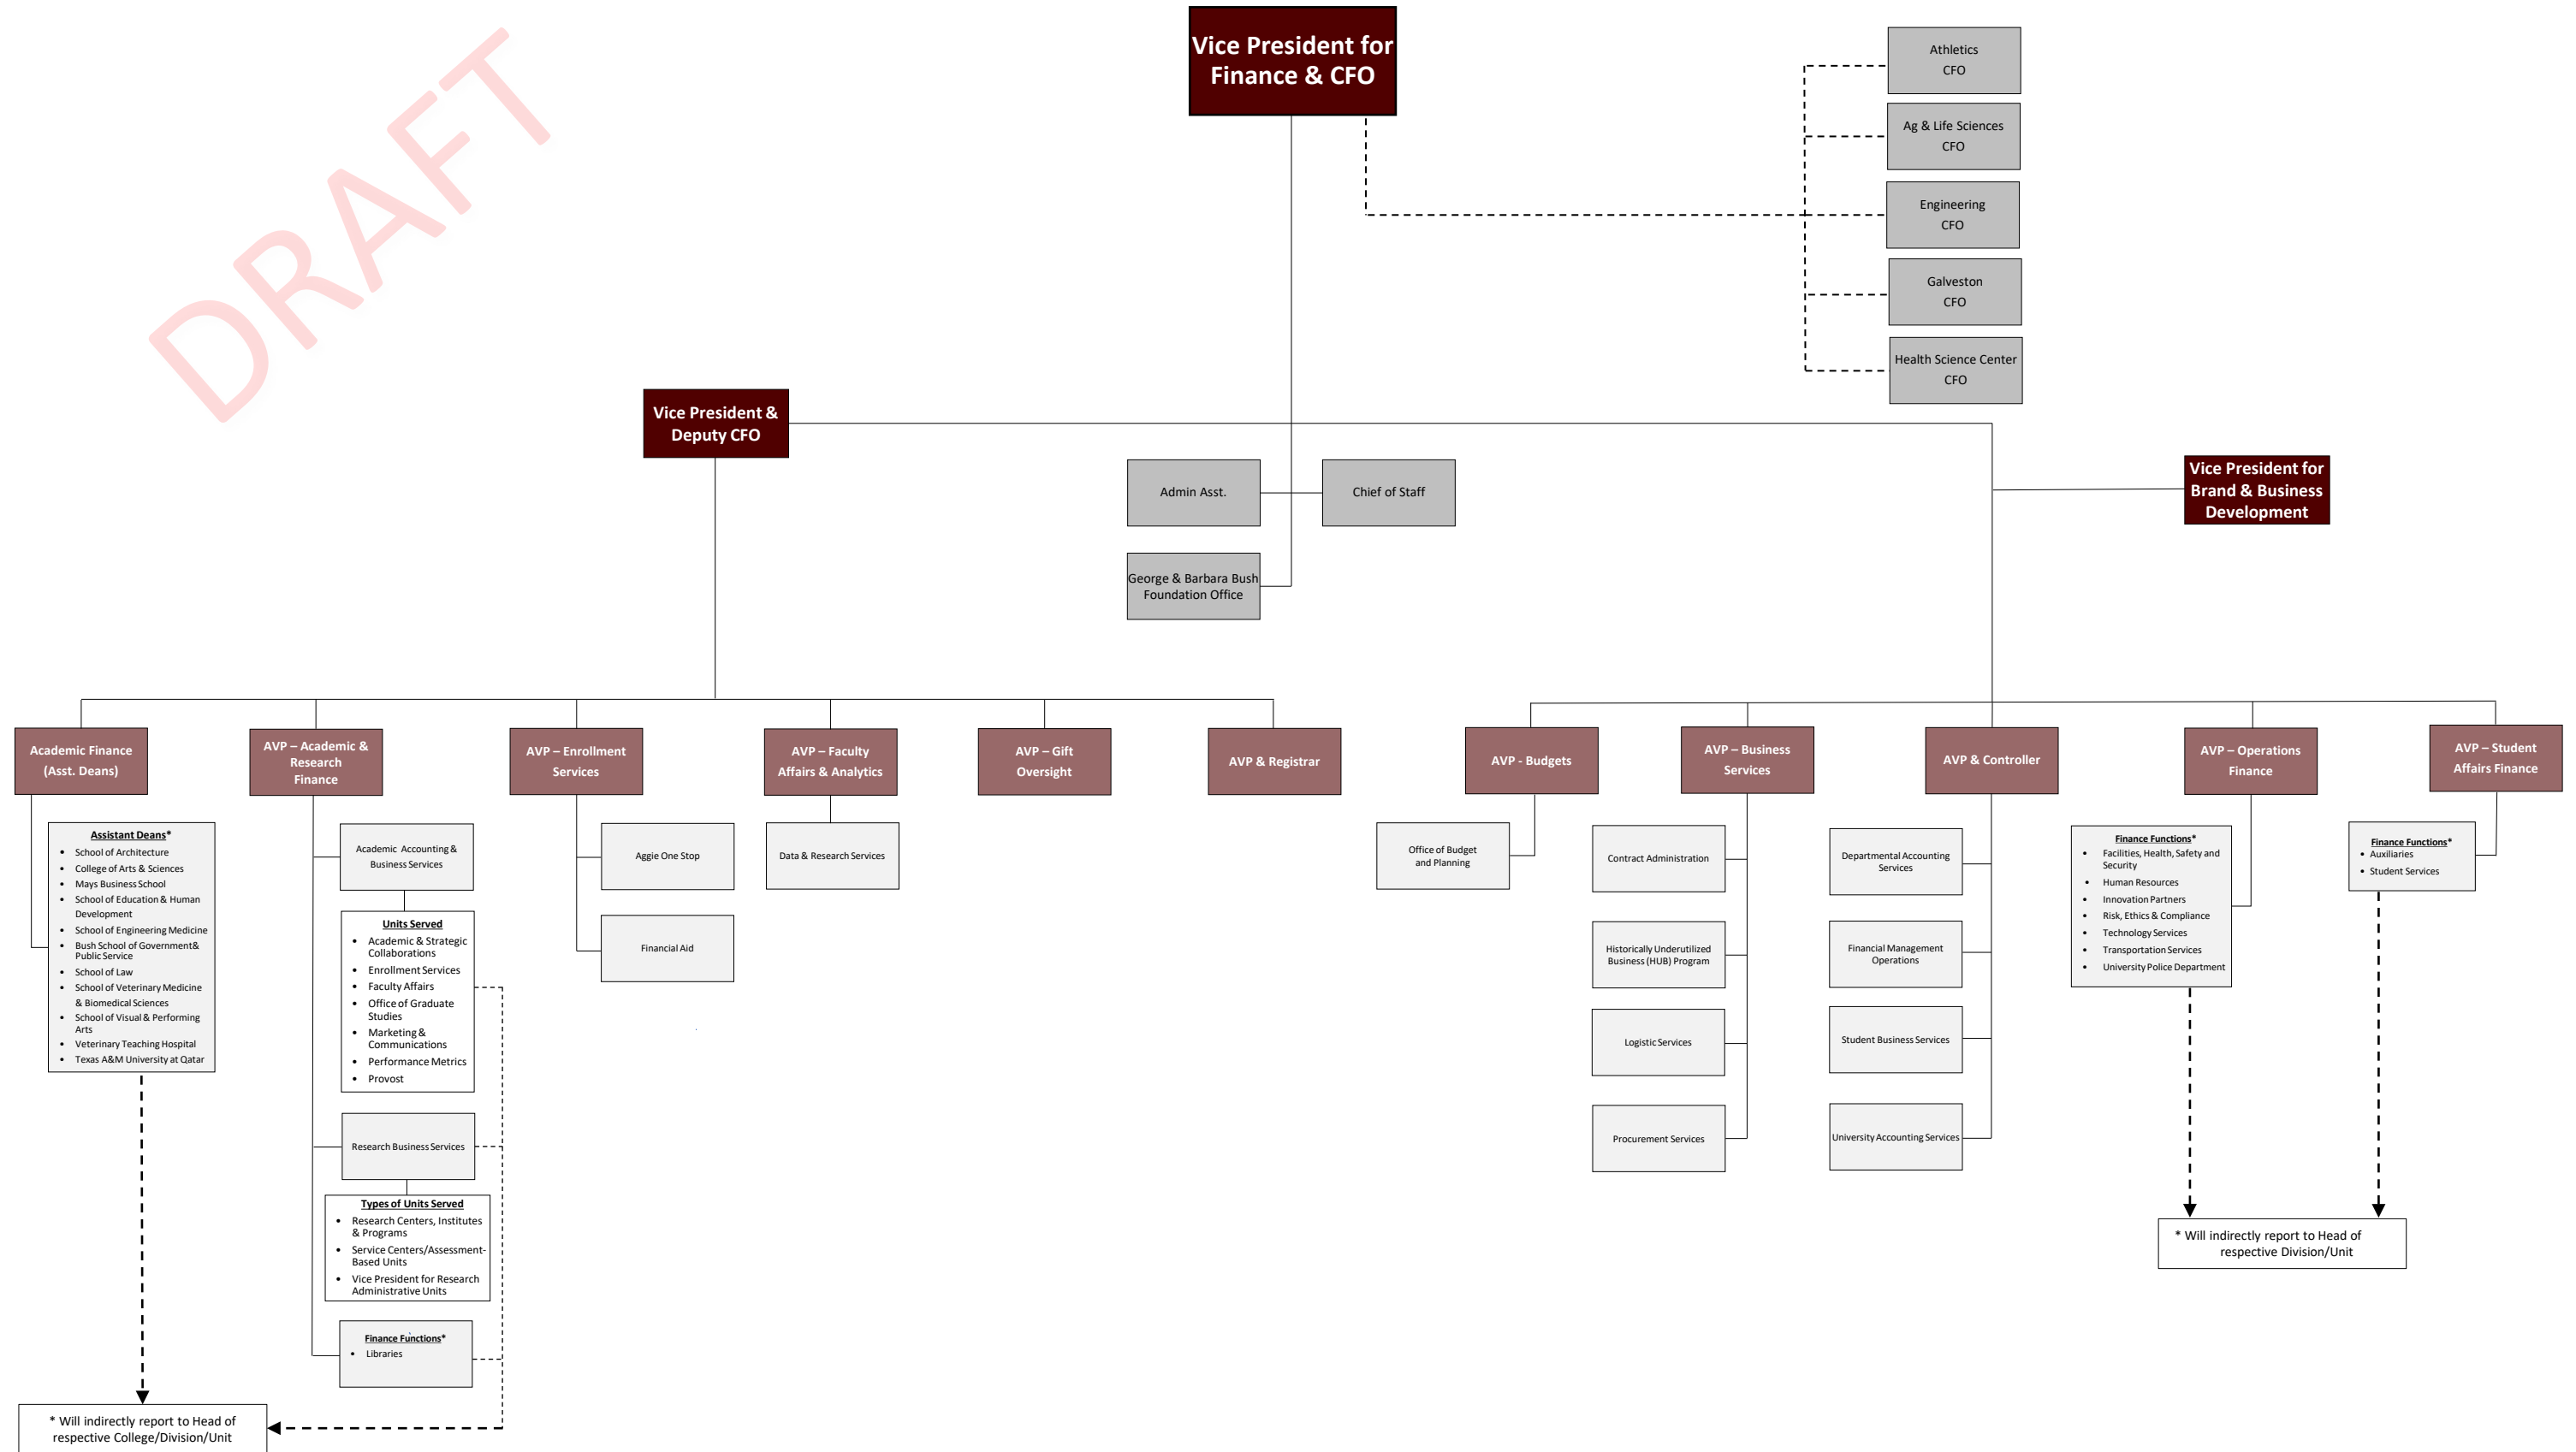 DRAFT
Vice President for
Finance & CFO
Athletics
CFO
Ag & Life Sciences
CFO
Engineering
CFO
Galveston
CFO
Health Science Center
CFO
Vice President &
Deputy CFO
Admin Asst.
Chief of Staff
George & Barbara Bush
Foundation Office
Vice President for
Brand & Business
Development
Academic Finance
(Asst. Deans)
AVP – Academic &
Research
Finance
AVP – Enrollment
Services
AVP – Faculty
Affairs & Analytics
AVP – Gift
Oversight
AVP & Registrar
AVP - Budgets
AVP – Business
Services
AVP & Controller
AVP – Operations
Finance
AVP – Student
Affairs Finance
Assistant Deans*
• School of Architecture
• College of Arts & Sciences
• Mays Business School
• School of Education & Human
Development
• School of Engineering Medicine
• Bush School of Government&
Public Service
• School of Law
• School of Veterinary Medicine
& Biomedical Sciences
• School of Visual & Performing
Arts
• Veterinary Teaching Hospital
• Texas A&M University at Qatar
* Will indirectly report to Head of
respective College/Division/Unit
Academic Accounting &
Business Services
Units Served
• Academic & Strategic
Collaborations
• Enrollment Services
• Faculty Affairs
• Office of Graduate
Studies
• Marketing &
Communications
• Performance Metrics
• Provost
Research Business Services
Types of Units Served
• Research Centers, Institutes
& Programs
• Service Centers/Assessment-
Based Units
• Vice President for Research
Administrative Units
Finance Functions*
• Libraries
Aggie One Stop
Financial Aid
Data & Research Services
Office of Budget
and Planning
Contract Administration
Historically Underutilized
Business (HUB) Program
Logistic Services
Procurement Services
Departmental Accounting
Services
Financial Management
Operations
Student Business Services
University Accounting Services
Finance Functions*
• Facilities, Health, Safety and
Security
• Human Resources
• Innovation Partners
• Risk, Ethics & Compliance
• Technology Services
• Transportation Services
• University Police Department
Finance Functions*
• Auxiliaries
• Student Services
* Will indirectly report to Head of
respective Division/Unit